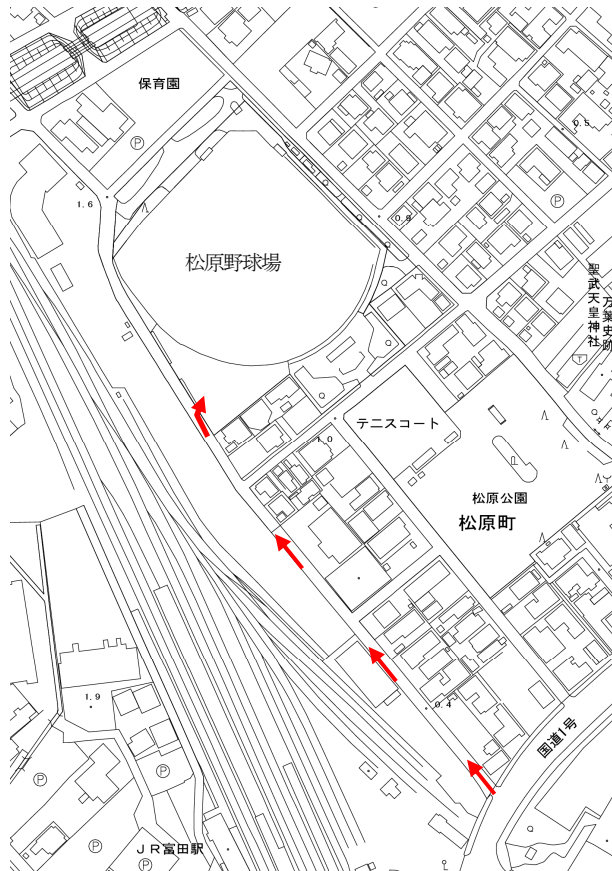 保育園
Ⓟ
0.5
1.6
0.9
Ⓟ
松原野球場
聖武天皇神社
万葉史跡
テニスコート
1.0
松原公園
松原町
1.9
0.4
国道1号
Ⓟ
Ⓟ
Ⓟ
JR富田駅